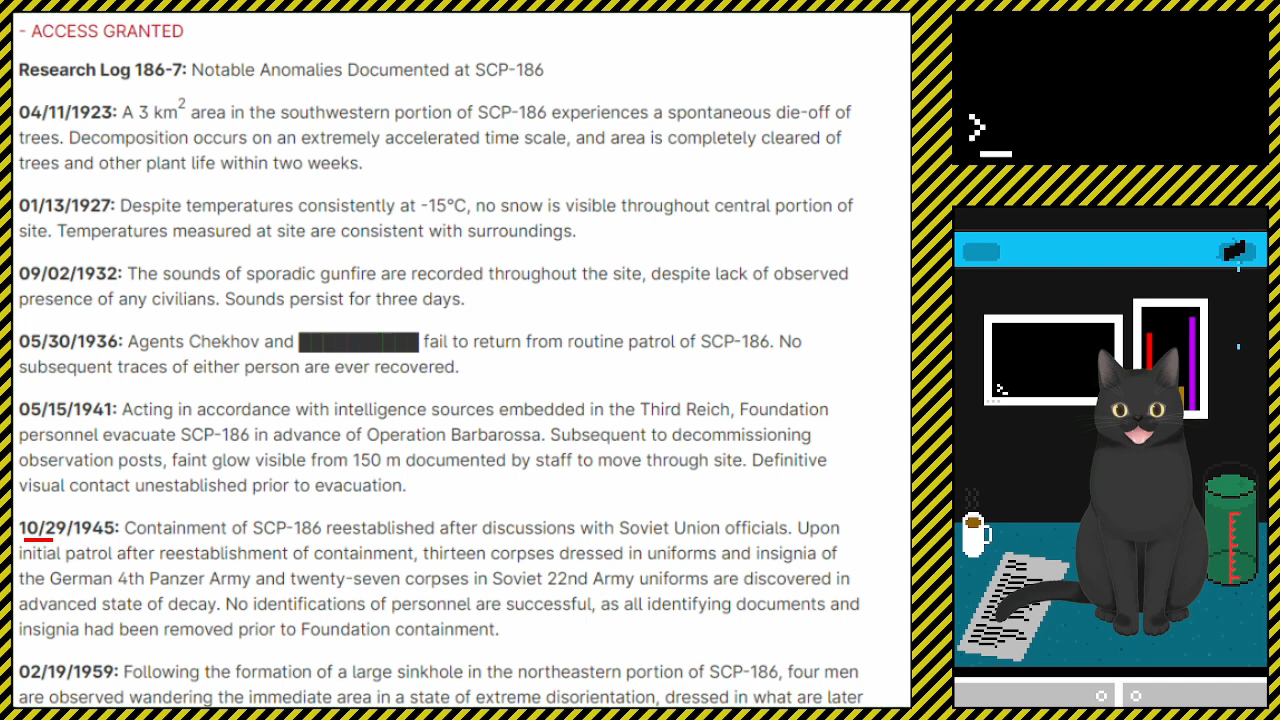 - ACCESS GRANTED
Research Log 186-7: Notable Anomalies Documented at SCP-186
04/11/1923: A 3 km2 area in the southwestern portion of SCP-186 experiences a spontaneous die-off of
trees. Decomposition occurs on an extremely accelerated time scale, and area is completely cleared of
trees and other plant life within two weeks.
01/13/1927: Despite temperatures consistently at -15°C, no snow is visible throughout central portion of
site. Temperatures measured at site are consistent with surroundings.
09/02/1932: The sounds of sporadic gunfire are recorded throughout the site, despite lack of observed
presence of any civilians. Sounds persist for three days.
05/30/1936: Agents Chekhov and ██████████ fail to return from routine patrol of SCP-186. No
subsequent traces of either person are ever recovered.
05/15/1941: Acting in accordance with intelligence sources embedded in the Third Reich, Foundation
personnel evacuate SCP-186 in advance of Operation Barbarossa. Subsequent to decommissioning
observation posts, faint glow visible from 150 m documented by staff to move through site. Definitive
visual contact unestablished prior to evacuation.
10/29/1945: Containment of SCP-186 reestablished after discussions with Soviet Union officials. Upon
initial patrol after reestablishment of containment, thirteen corpses dressed in uniforms and insignia of
the German 4th Panzer Army and twenty-seven corpses in Soviet 22nd Army uniforms are discovered in
advanced state of decay. No identifications of personnel are successful, as all identifying documents and
insignia had been removed prior to Foundation containment.
02/19/1959: Following the formation of a large sinkhole in the northeastern portion of SCP-186, four men
are observed wandering the immediate area in a state of extreme disorientation, dressed in what are later
>_
>_